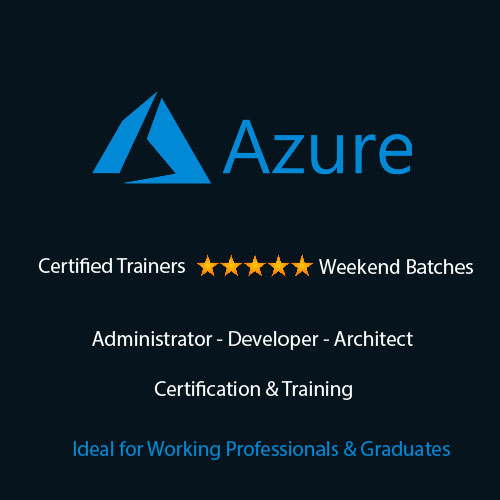 Azure
Certified Trainers Weekend Batches
Administrator - Developer - Architect
Certification & Training
Ideal for Working Professionals & Graduates